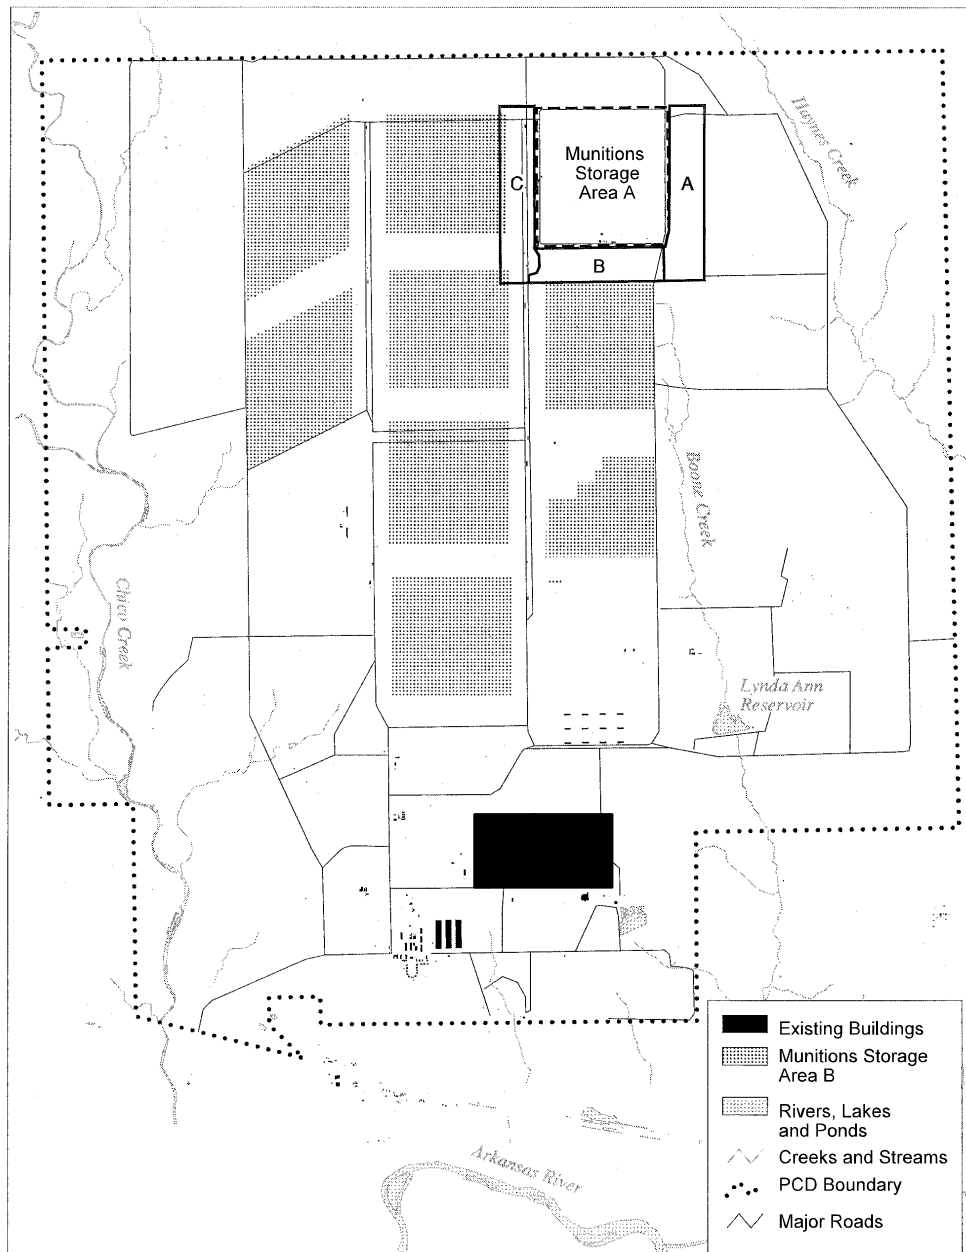 Haynes Creek
Munitions
Storage
Area A
C
A
B
Boone Creek
Chico Creek
Lynda Ann
Reservoir
Existing Buildings
Munitions Storage
Area B
Rivers, Lakes
and Ponds
Creeks and Streams
PCD Boundary
Major Roads
Arkansas River